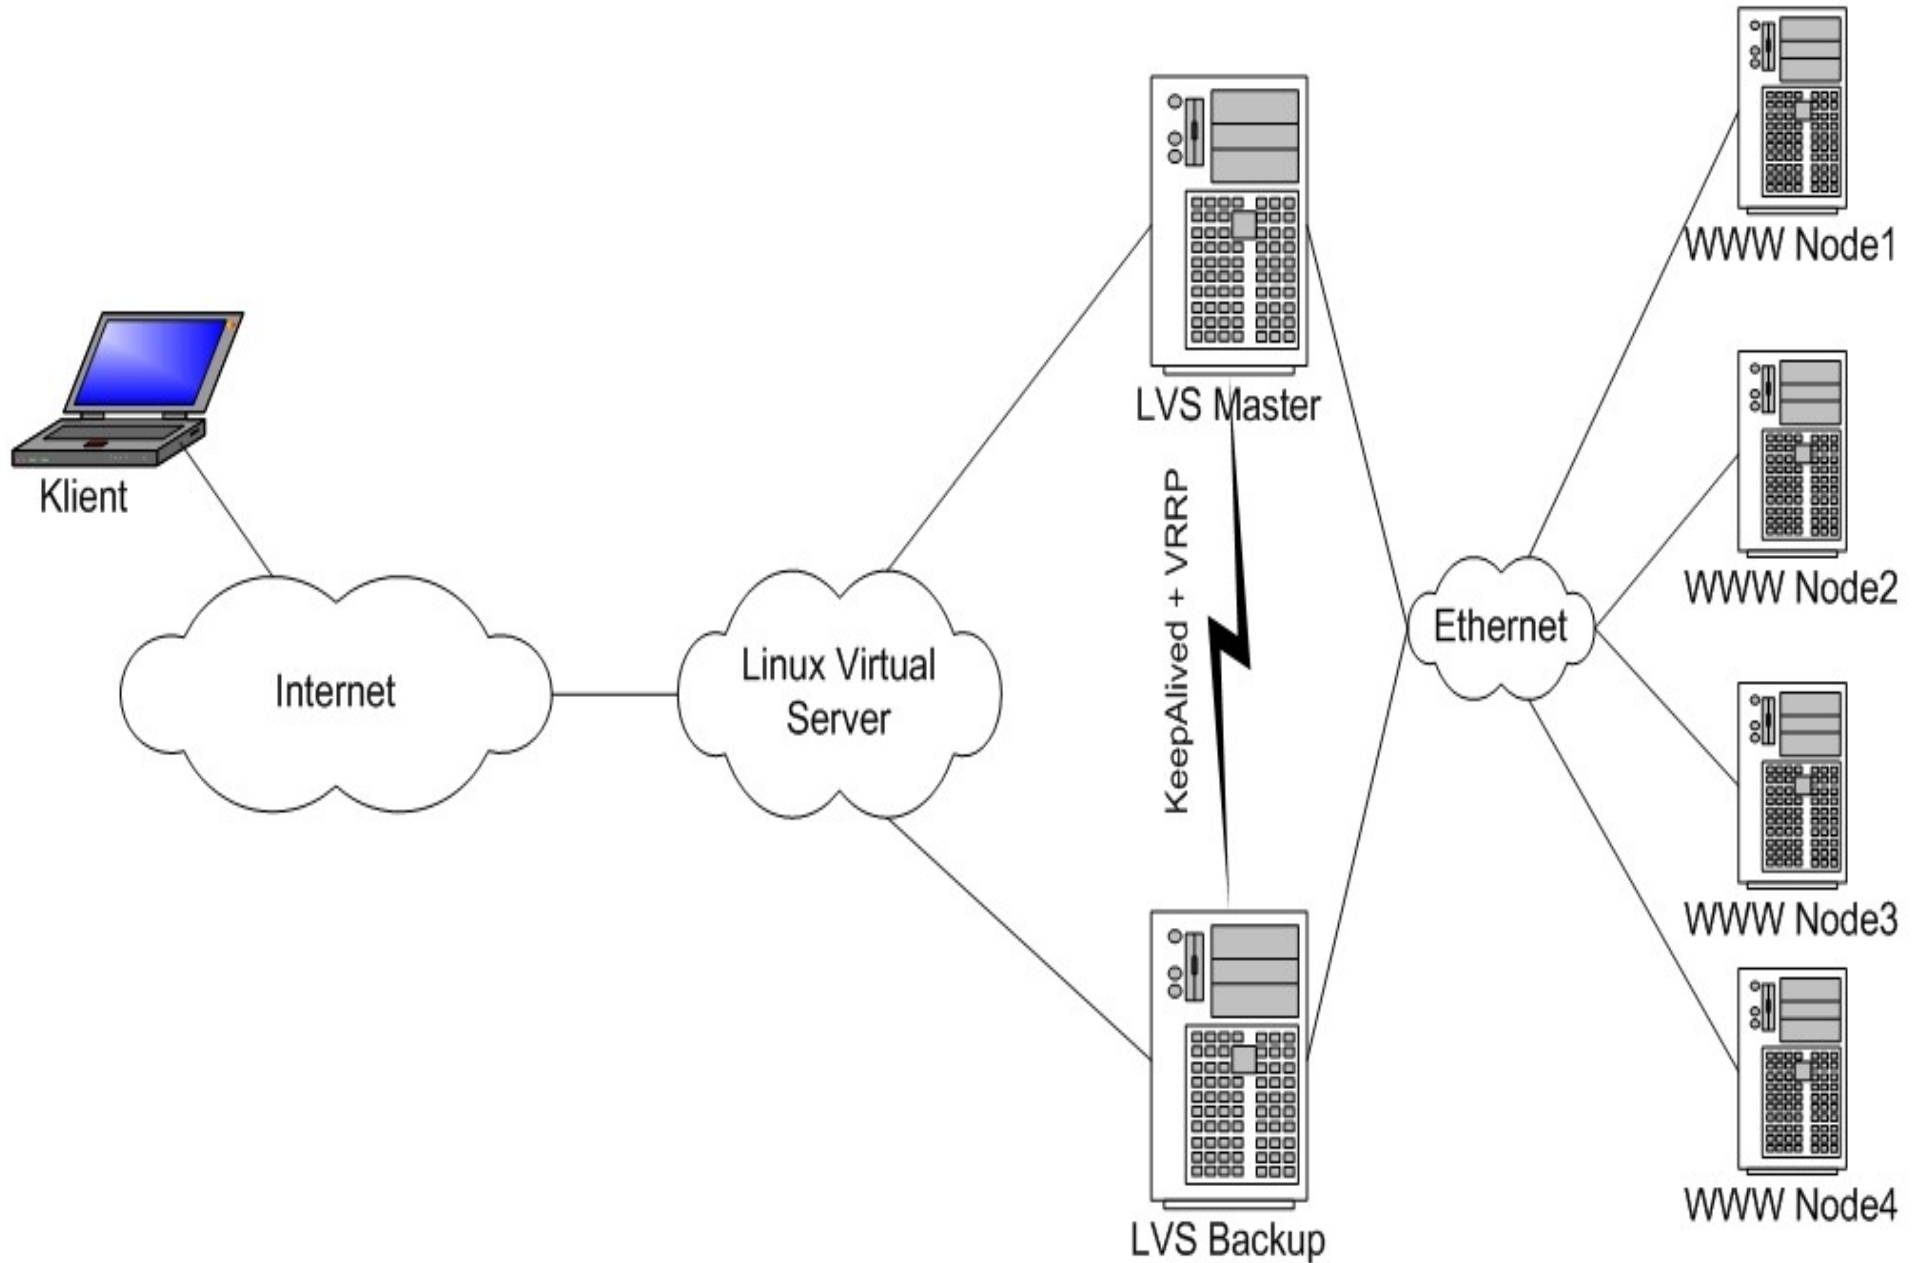 Klient
Internet
Linux Virtual
Server
LVS Master
KeepAlived + VRRP
LVS Backup
Ethernet
WWW Node1
WWW Node2
WWW Node3
WWW Node4